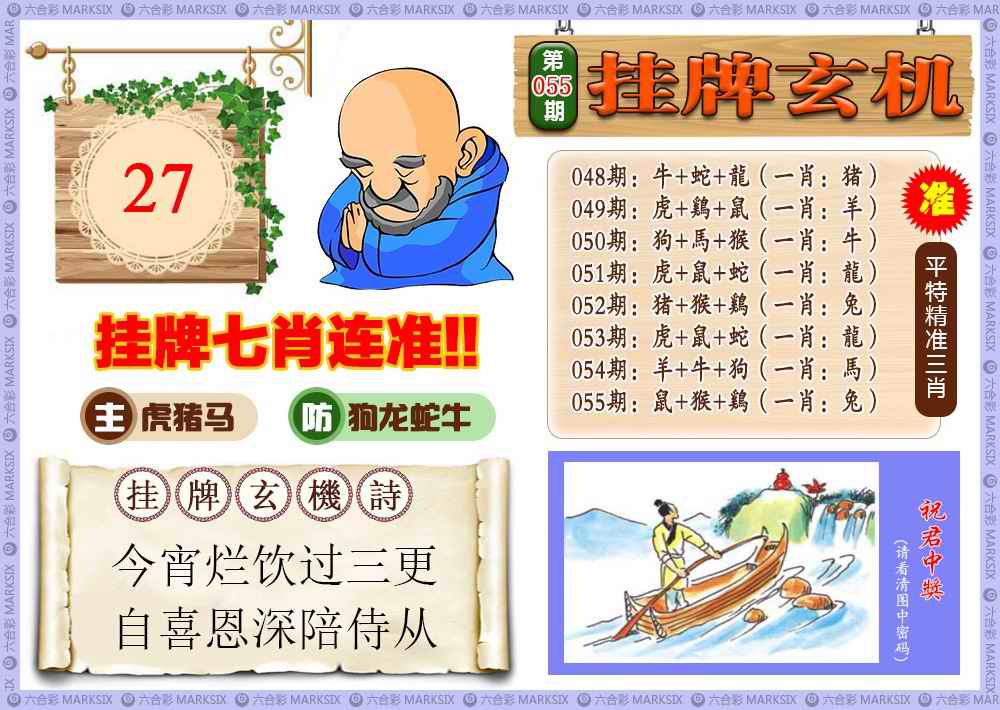 六合彩 MARKSIX
27
第
055
期
挂牌玄机
048期：牛+蛇+龍（一肖：猪）
049期：虎+鷄+鼠（一肖：羊）
050期：狗+馬+猴（一肖：牛）
051期：虎+鼠+蛇（一肖：龍）
052期：猪+猴+鷄（一肖：兔）
053期：虎+鼠+蛇（一肖：龍）
054期：羊+牛+狗（一肖：馬）
055期：鼠+猴+鷄（一肖：兔）
准
平特精准三肖
挂牌七肖连准!!
主 虎猪马
防 狗龙蛇牛
挂牌玄機詩
今宵烂饮过三更
自喜恩深陪侍从
祝君中獎
（请看清图中密码）